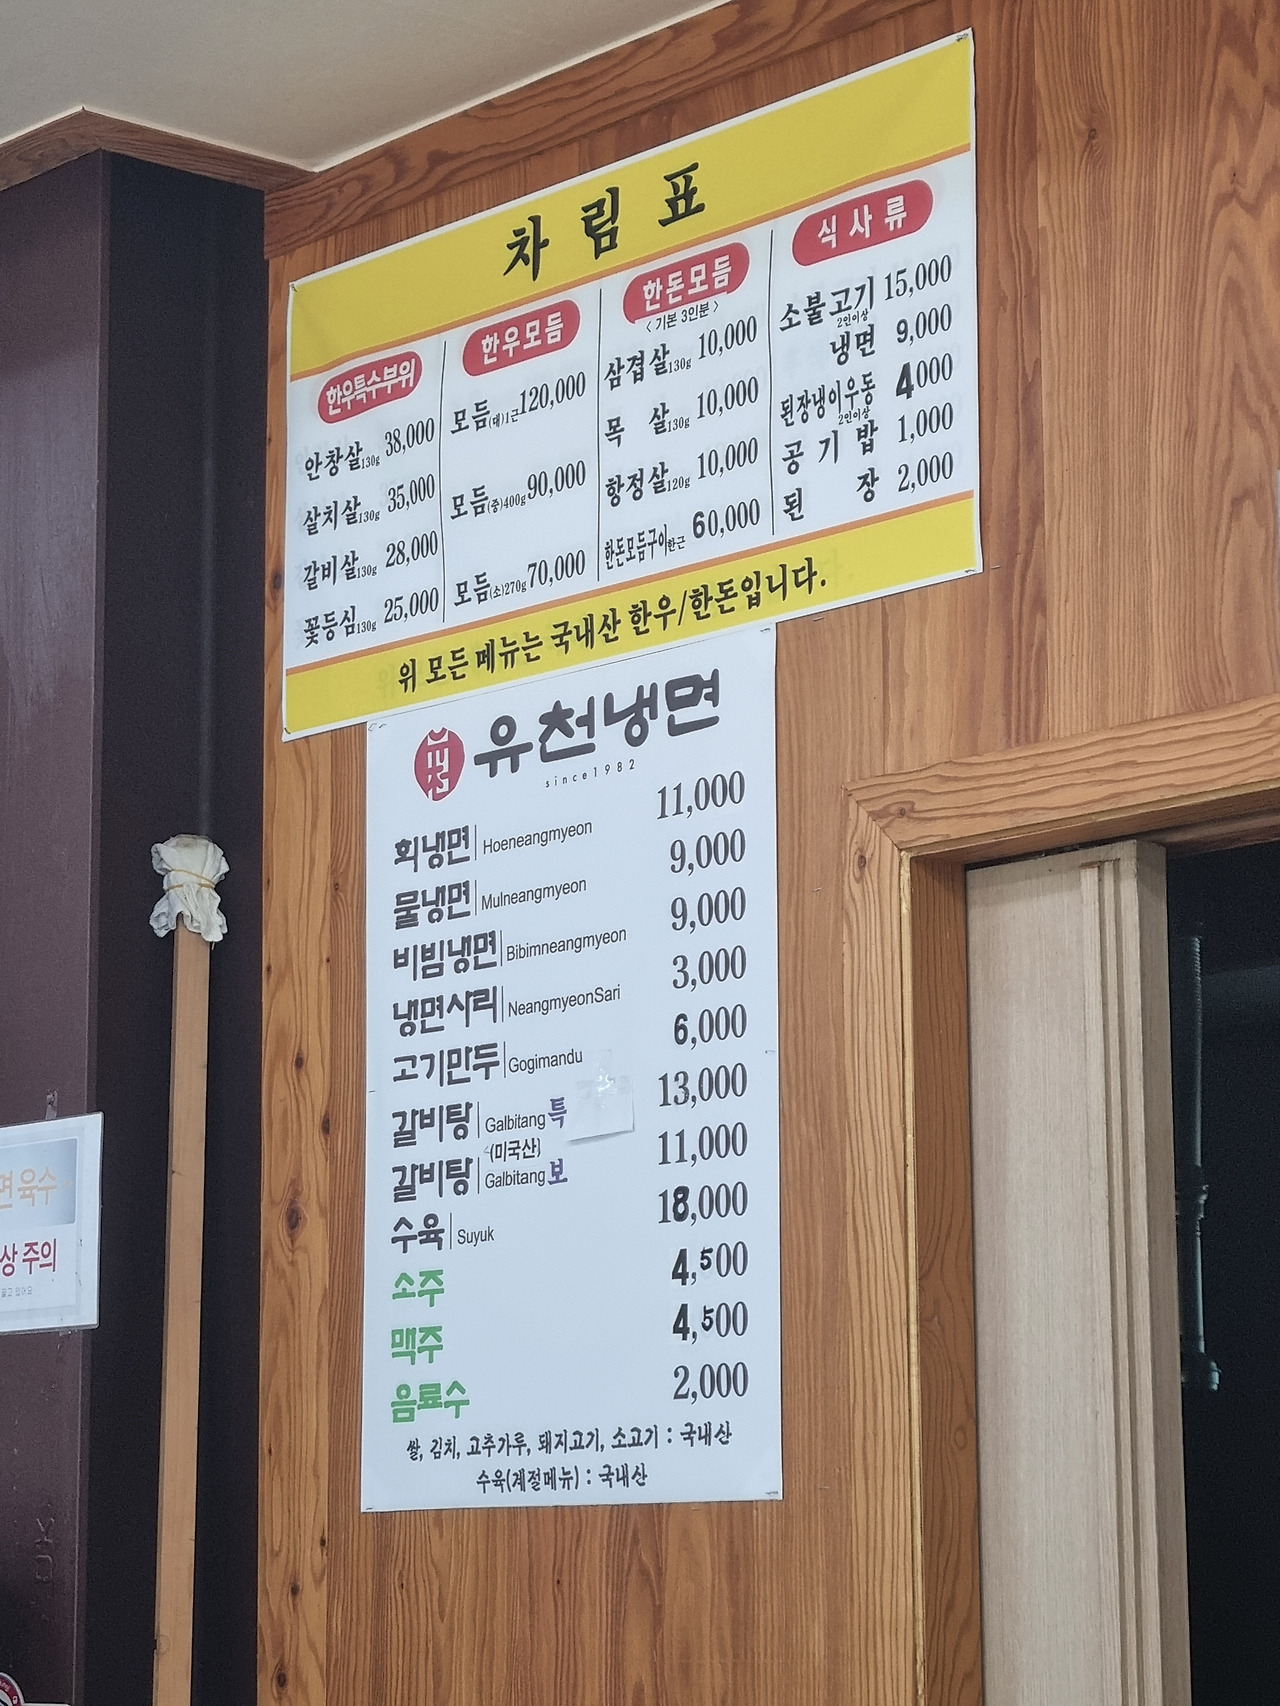 차림표
한우특수부위
안창살130g 38,000
살치살130g 35,000
갈비살130g 28,000
꽃등심130g 25,000
한우모듬
모듬(대)1근 120,000
모듬(중)400g 90,000
모듬(소)270g 70,000
한돈모듬
<기본 3인분>
삼겹살130g 10,000
목살130g 10,000
항정살120g 10,000
한돈모듬구이한근 60,000
식사류
소불고기 15,000
2인이상
냉면 9,000
된장냉이우동 4000
2인이상
공기밥 1,000
된장 2,000
위 모든 메뉴는 국내산 한우/한돈입니다.
유천냉면
since1982
회냉면 Hoeneangmyeon 11,000
물냉면 Mulneangmyeon 9,000
비빔냉면 Bibimneangmyeon 9,000
냉면사리 NeangmyeonSari 3,000
고기만두 Gogimandu 6,000
갈비탕 Galbitang 특 13,000
(미국산)
갈비탕 Galbitang 보 11,000
수육 Suyuk 18,000
소주 4,500
맥주 4,500
음료수 2,000
쌀, 김치, 고추가루, 돼지고기, 소고기 : 국내산
수육(계절메뉴) : 국내산
면육수
상 주의